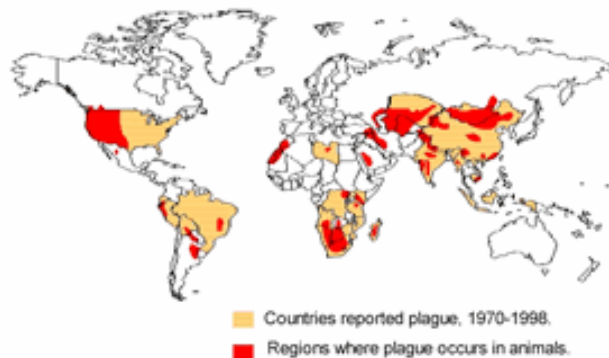 Countries reported plague, 1970-1998.
Regions where plague occurs in animals.